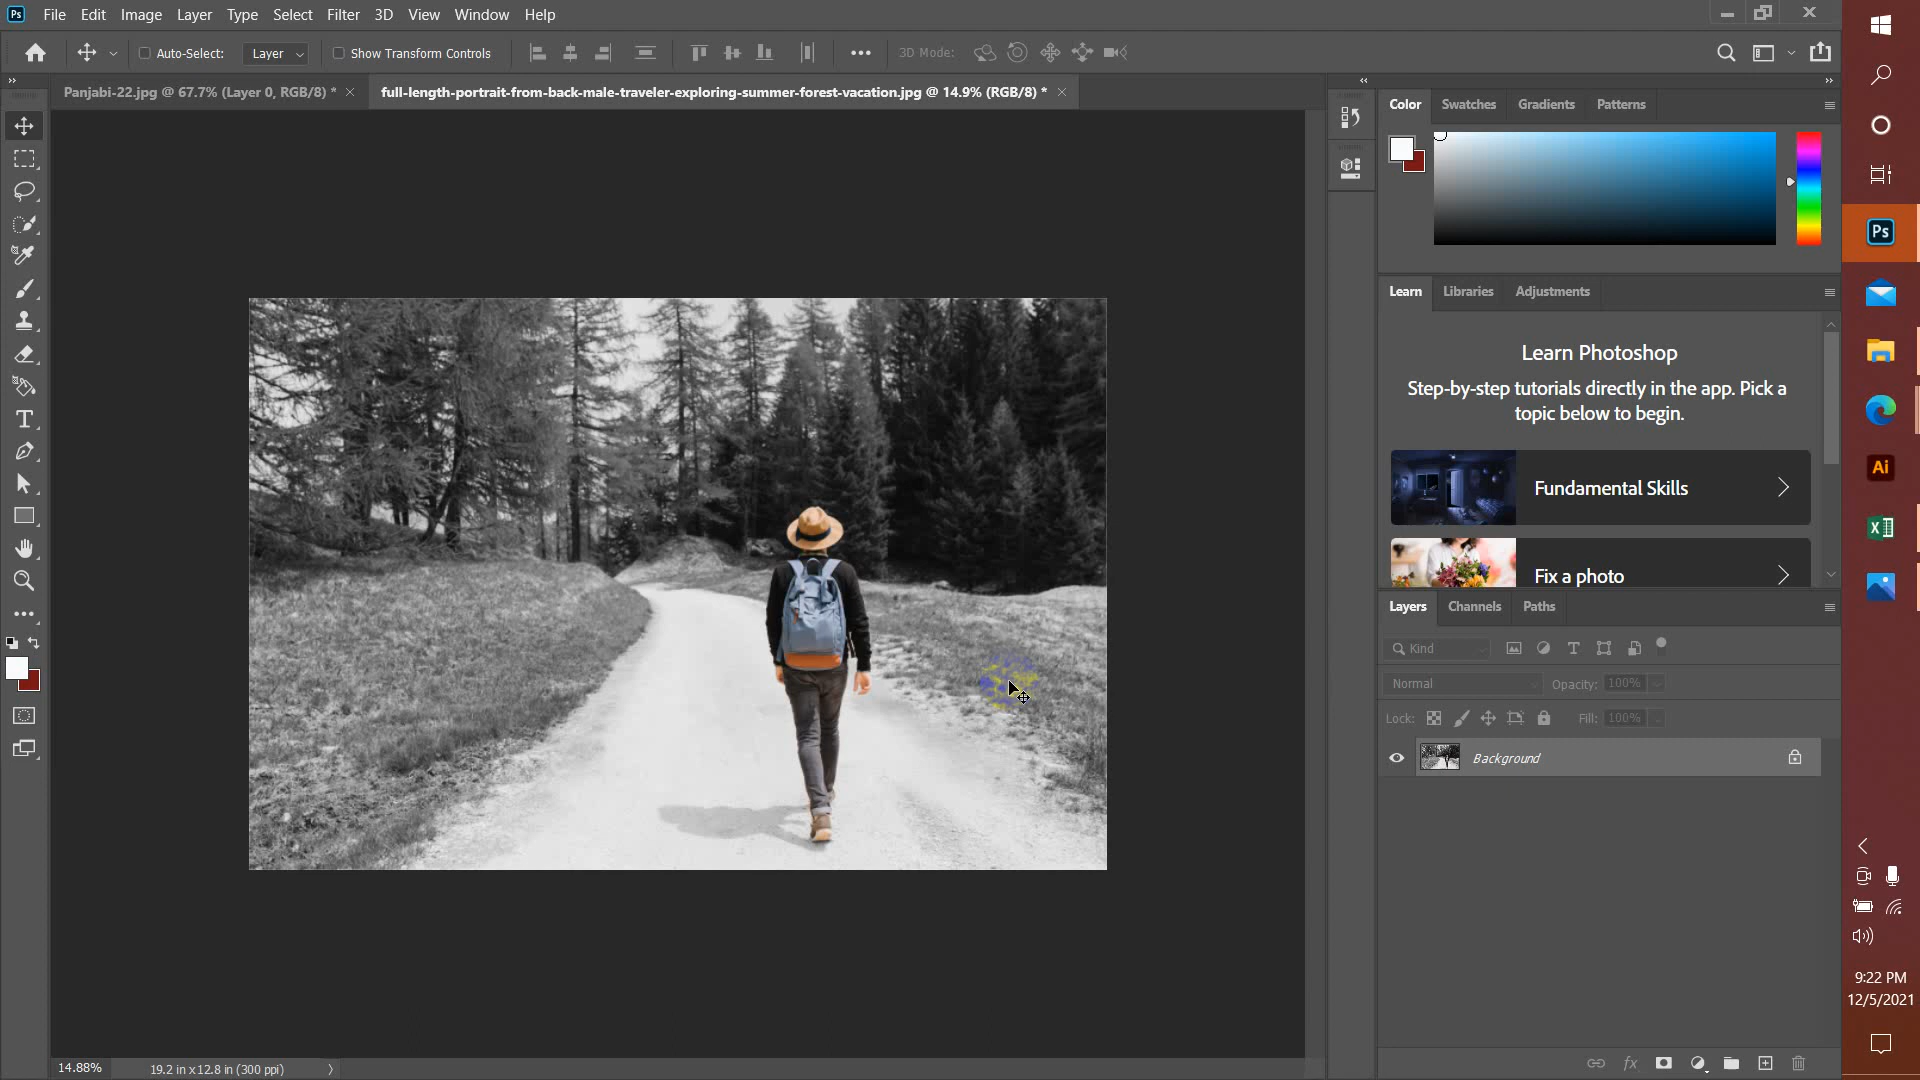 Ps File Edit Image Layer Type Select Filter 3D View Window Help
Auto-Select: Layer Show Transform Controls 3D Mode:
Panjabi-22.jpg @ 67.7% (Layer 0, RGB/8) * full-length-portrait-from-back-male-traveler-exploring-summer-forest-vacation.jpg @ 14.9% (RGB/8) *
Color Swatches Gradients Patterns
Ps
Learn Libraries Adjustments
Learn Photoshop
Step-by-step tutorials directly in the app. Pick a
topic below to begin.
Ai
Fundamental Skills
Fix a photo
Layers Channels Paths
Kind
Normal Opacity: 100%
Lock: Fill: 100%
Background
9:22 PM
12/5/2021
14.88% 19.2 in x 12.8 in (300 ppi)
fx